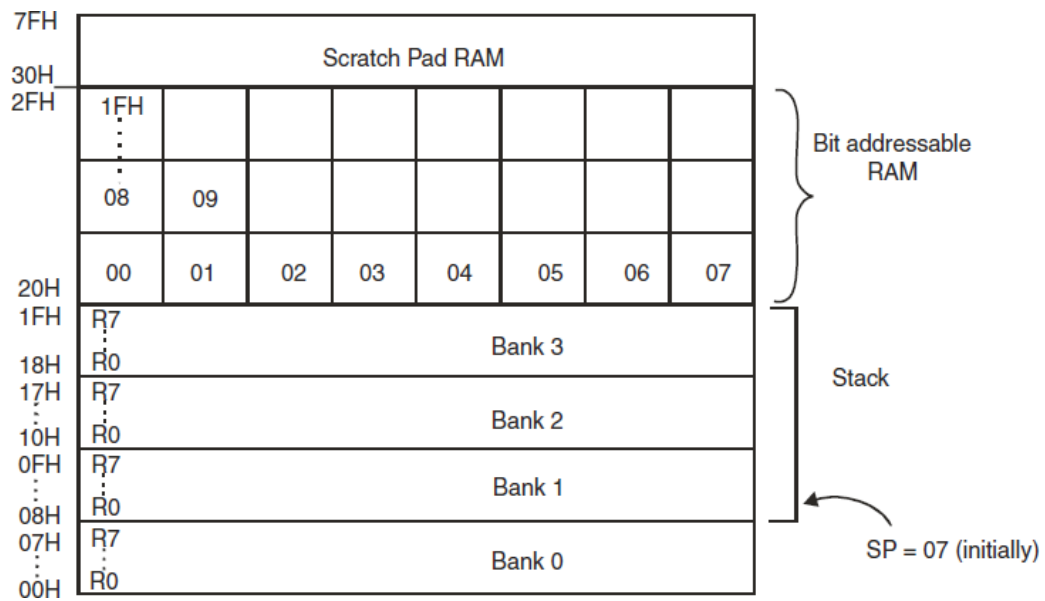 7FH
Scratch Pad RAM
30H
2FH
1FH
Bit addressable
RAM
08 09
00 01 02 03 04 05 06 07
20H
1FH
R7
Bank 3
18H
R0
Stack
17H
R7
Bank 2
10H
R0
0FH
R7
Bank 1
08H
R0
07H
R7
SP = 07 (initially)
Bank 0
00H
R0